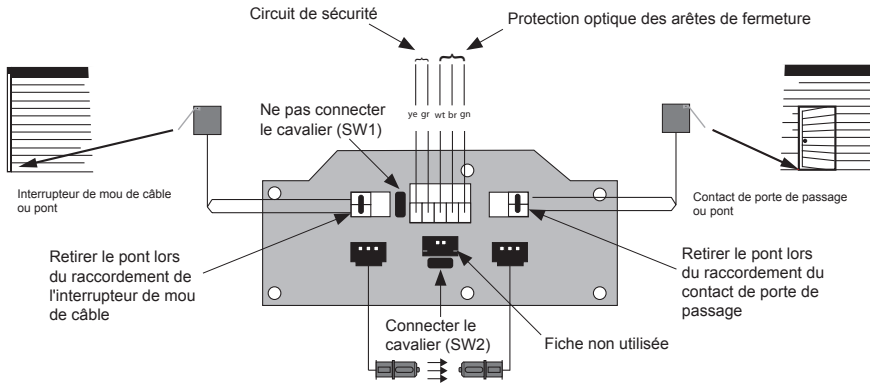 Circuit de sécurité
Protection optique des arêtes de fermeture
Ne pas connecter
le cavalier (SW1)
ye gr wt br gn
Interrupteur de mou de câble
ou pont
Contact de porte de passage
ou pont
Retirer le pont lors
du raccordement de
l'interrupteur de mou
de câble
Retirer le pont lors
du raccordement du
contact de porte de
passage
Connecter le
cavalier (SW2)
Fiche non utilisée